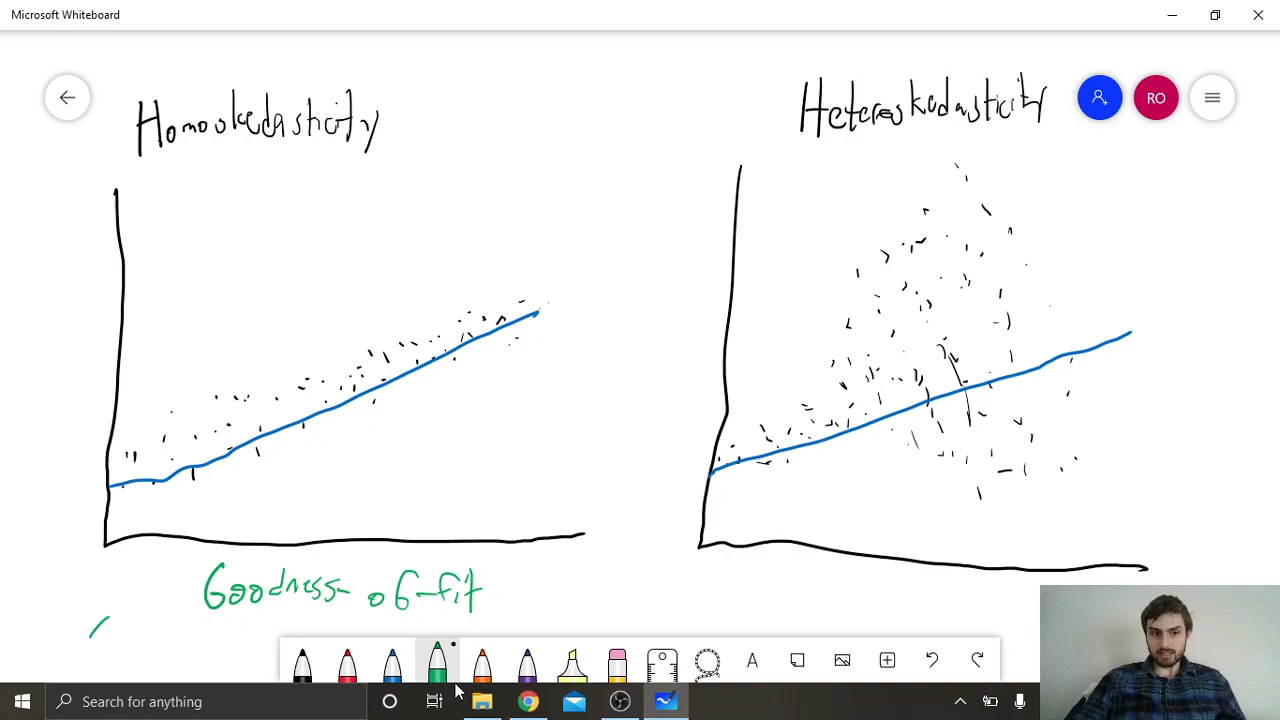 Microsoft Whiteboard
Homoskedasticity
Heteroskedasticity
RO
Goodness-of-fit
A
Search for anything